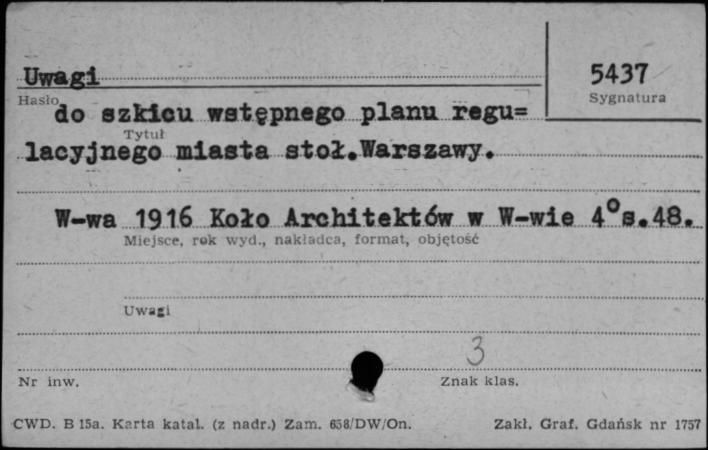 Uwagi
5437
Hasło
Sygnatura
do szkicu wstępnego planu regu=
Tytuł
lacyjnego miasta stoł.Warszawy.
W-wa 1916 Koło Architektów w W-wie 4°s.48.
Miejsce, rok wyd., nakładca, format, objętość
Uwagi
3
Nr inw.
Znak klas.
CWD. B 15a. Karta katal. (z nadr.) Zam. 658/DW/On.
Zakł. Graf. Gdańsk nr 1757